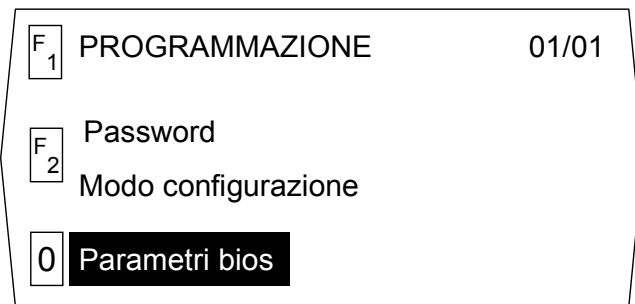 F1 PROGRAMMAZIONE 01/01
Password
F2
Modo configurazione
0 Parametri bios